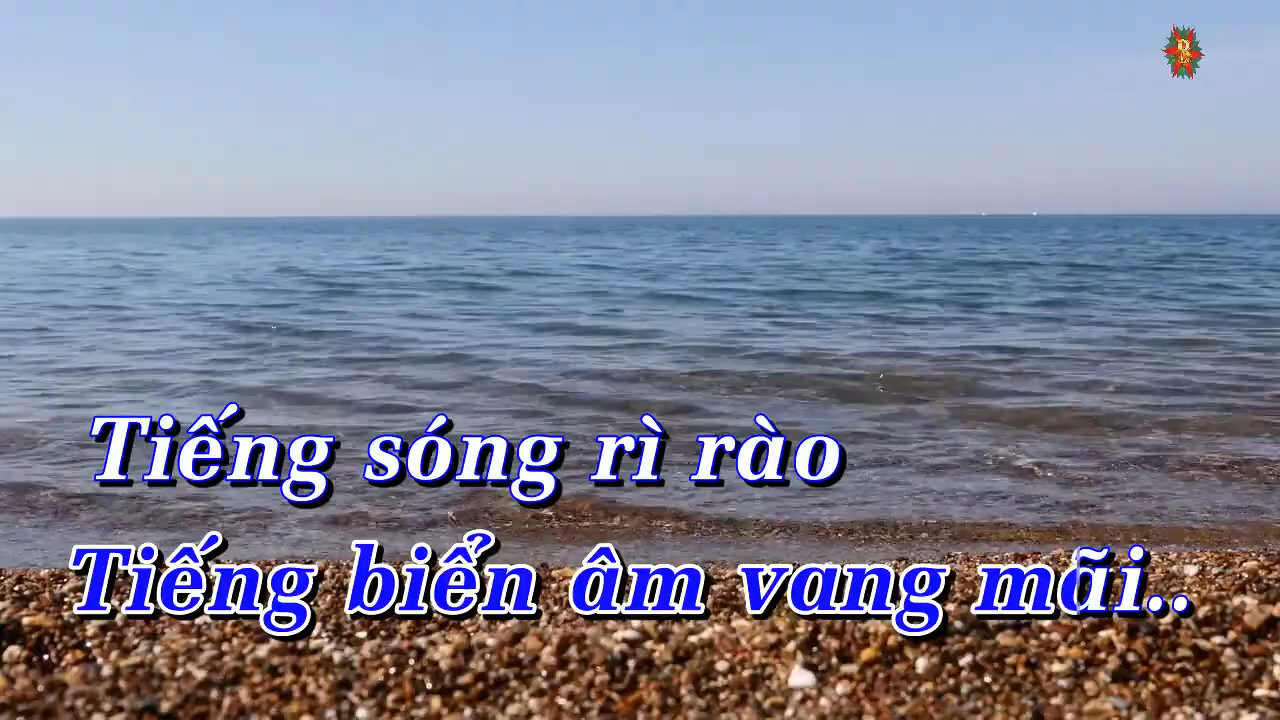 Tiếng sóng rì rào
Tiếng biển âm vang mãi..